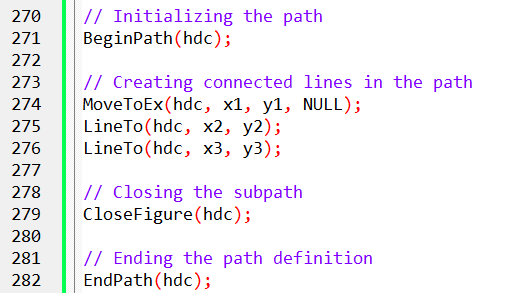 270 // Initializing the path
271 BeginPath(hdc);
272
273 // Creating connected lines in the path
274 MoveToEx(hdc, x1, y1, NULL);
275 LineTo(hdc, x2, y2);
276 LineTo(hdc, x3, y3);
277
278 // Closing the subpath
279 CloseFigure(hdc);
280
281 // Ending the path definition
282 EndPath(hdc);